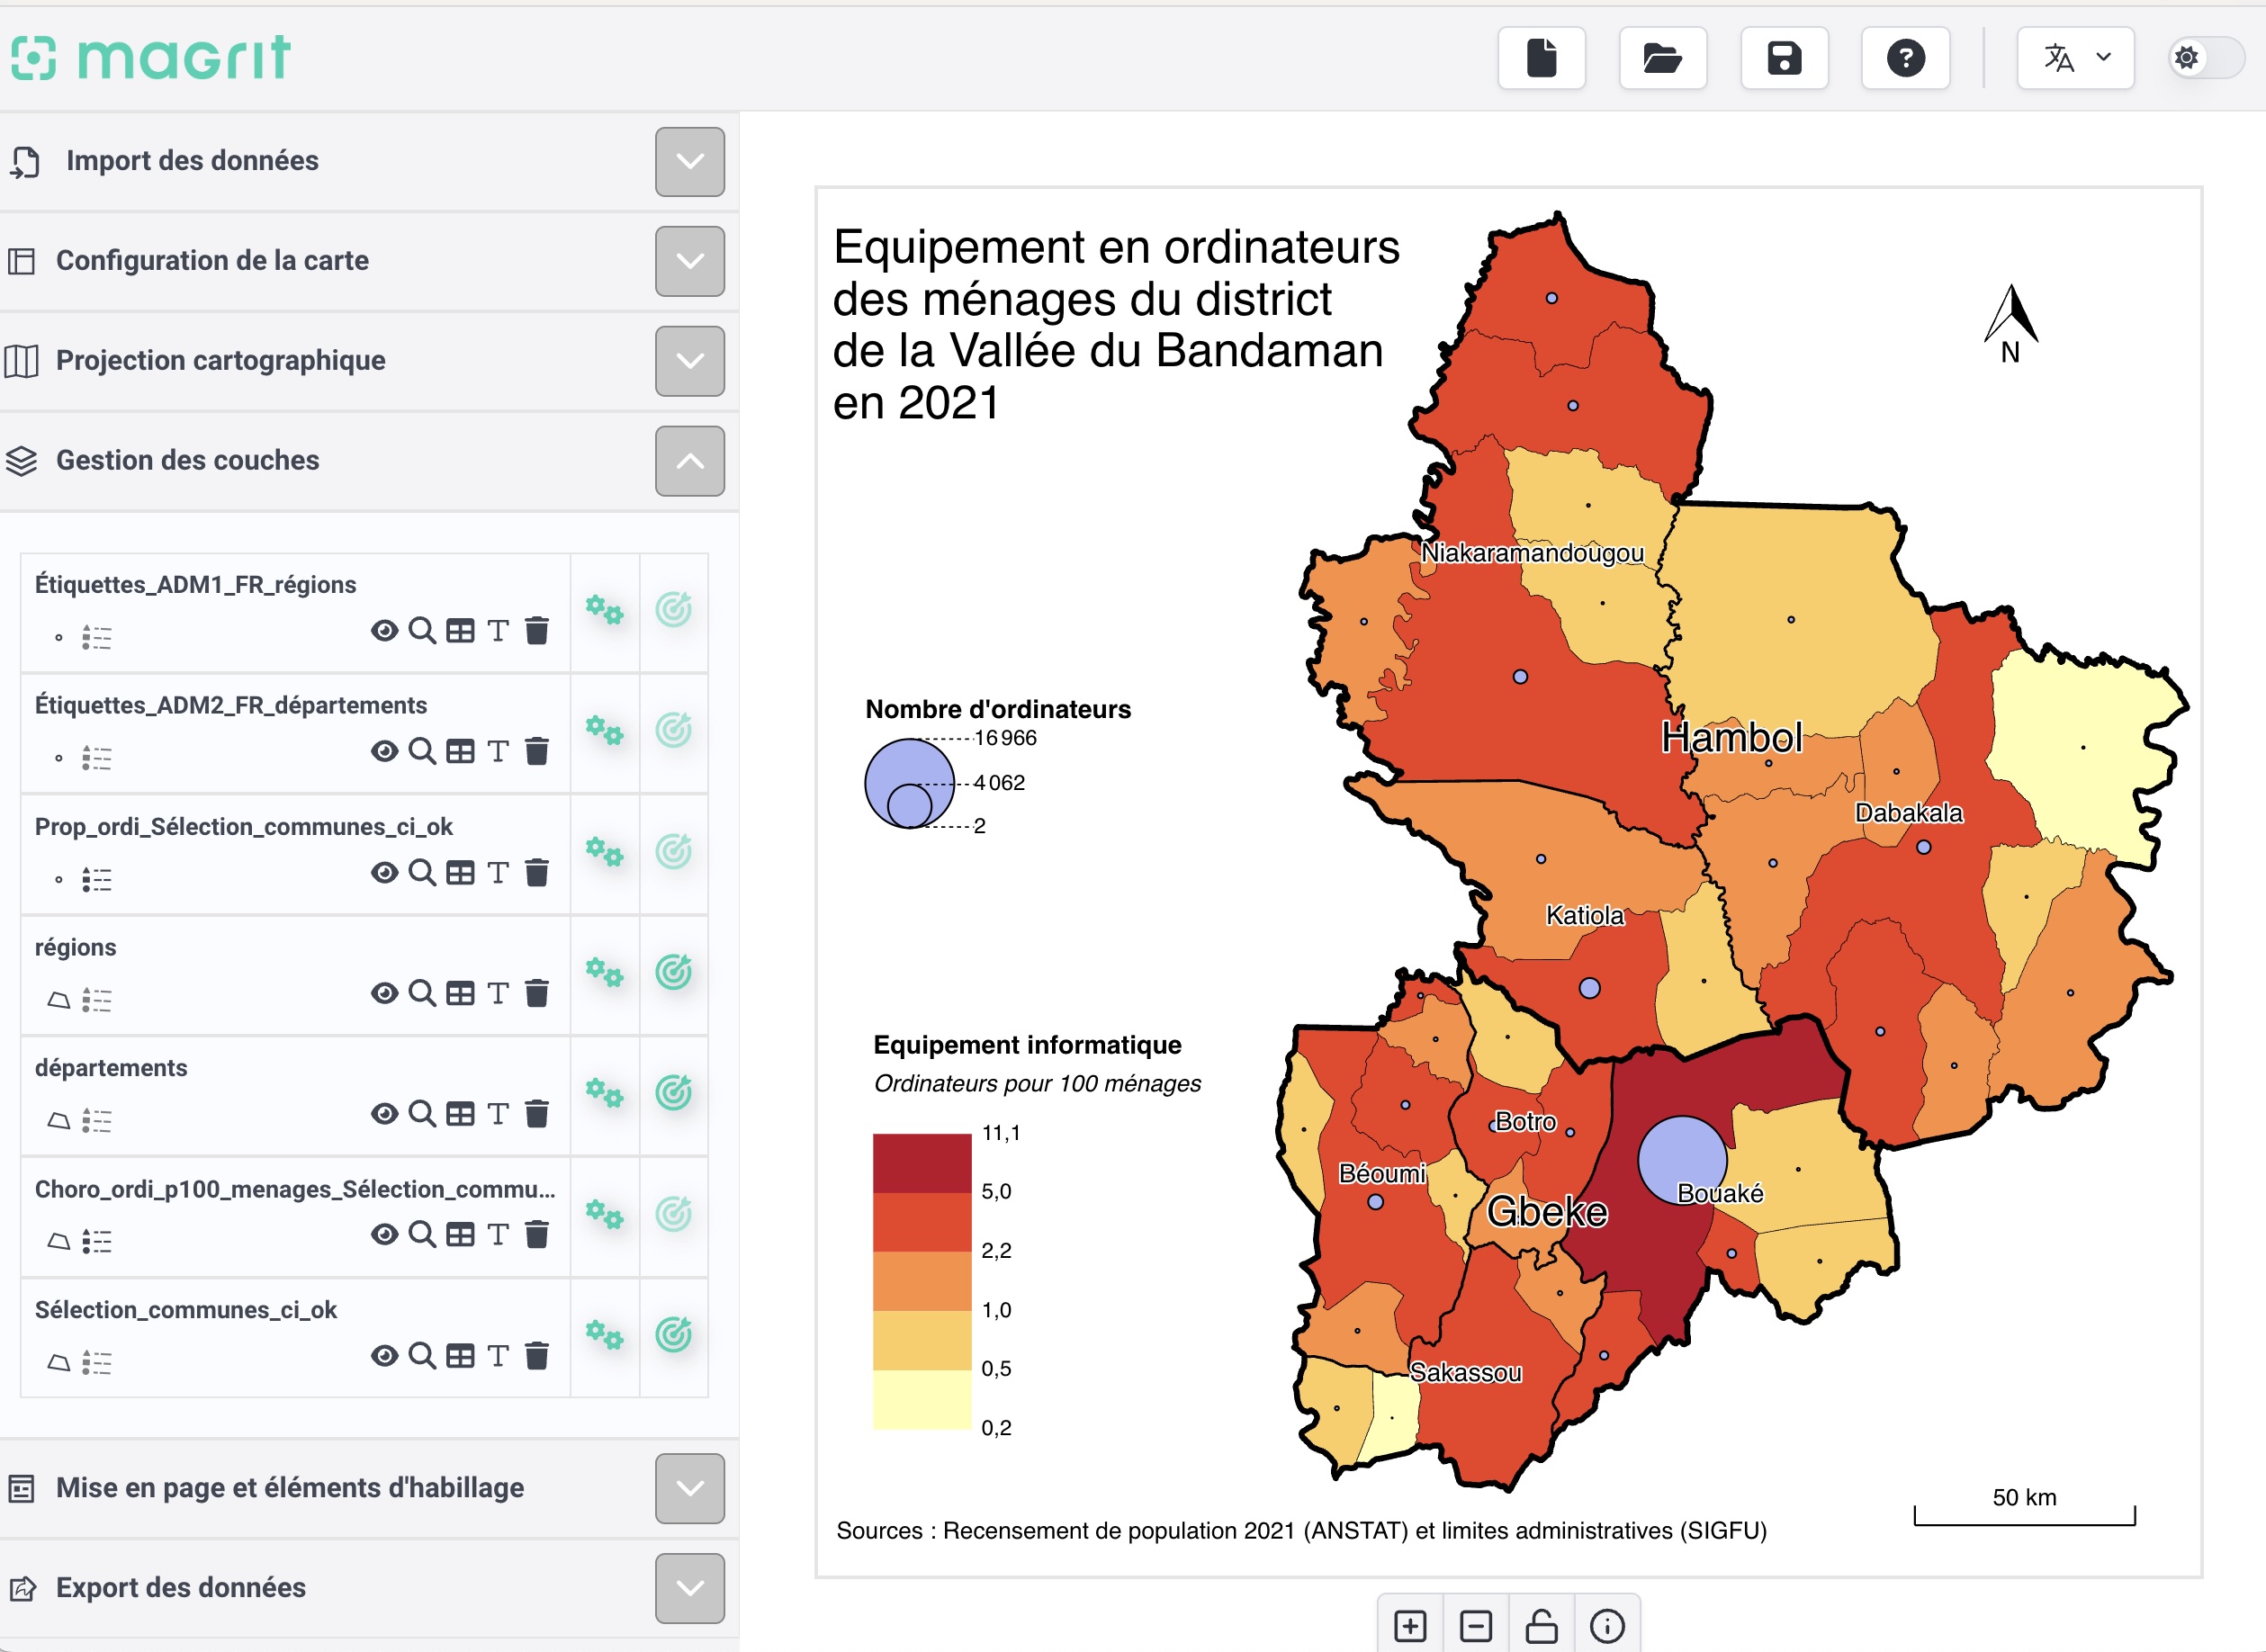 magrit
Import des données
Configuration de la carte
Projection cartographique
Gestion des couches
Étiquettes_ADM1_FR_régions
Étiquettes_ADM2_FR_départements
Prop_ordi_Sélection_communes_ci_ok
régions
départements
Choro_ordi_p100_menages_Sélection_commu...
Sélection_communes_ci_ok
Mise en page et éléments d'habillage
Export des données
Equipement en ordinateurs
des ménages du district
de la Vallée du Bandaman
en 2021
N
Nombre d'ordinateurs
16 966
4 062
2
Equipement informatique
Ordinateurs pour 100 ménages
11,1
5,0
2,2
1,0
0,5
0,2
Niakaramandougou
Hambol
Dabakala
Katiola
Botro
Béoumi
Bouaké
Gbeke
Sakassou
50 km
Sources : Recensement de population 2021 (ANSTAT) et limites administratives (SIGFU)